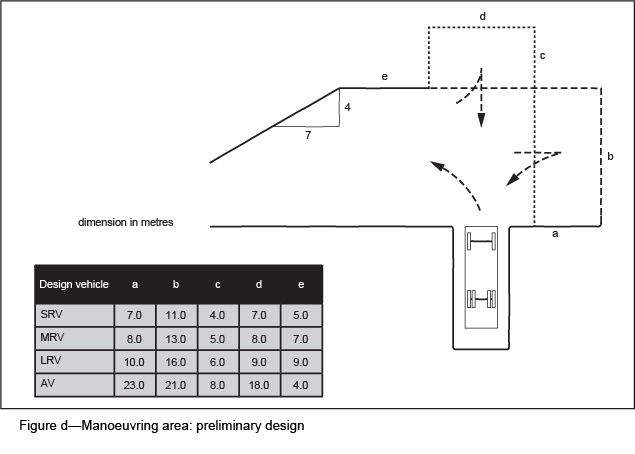 d
e
c
4
7
b
dimension in metres
a
Design vehicle a b c d e
SRV 7.0 11.0 4.0 7.0 5.0
MRV 8.0 13.0 5.0 8.0 7.0
LRV 10.0 16.0 6.0 9.0 9.0
AV 23.0 21.0 8.0 18.0 4.0
Figure d—Manoeuvring area: preliminary design